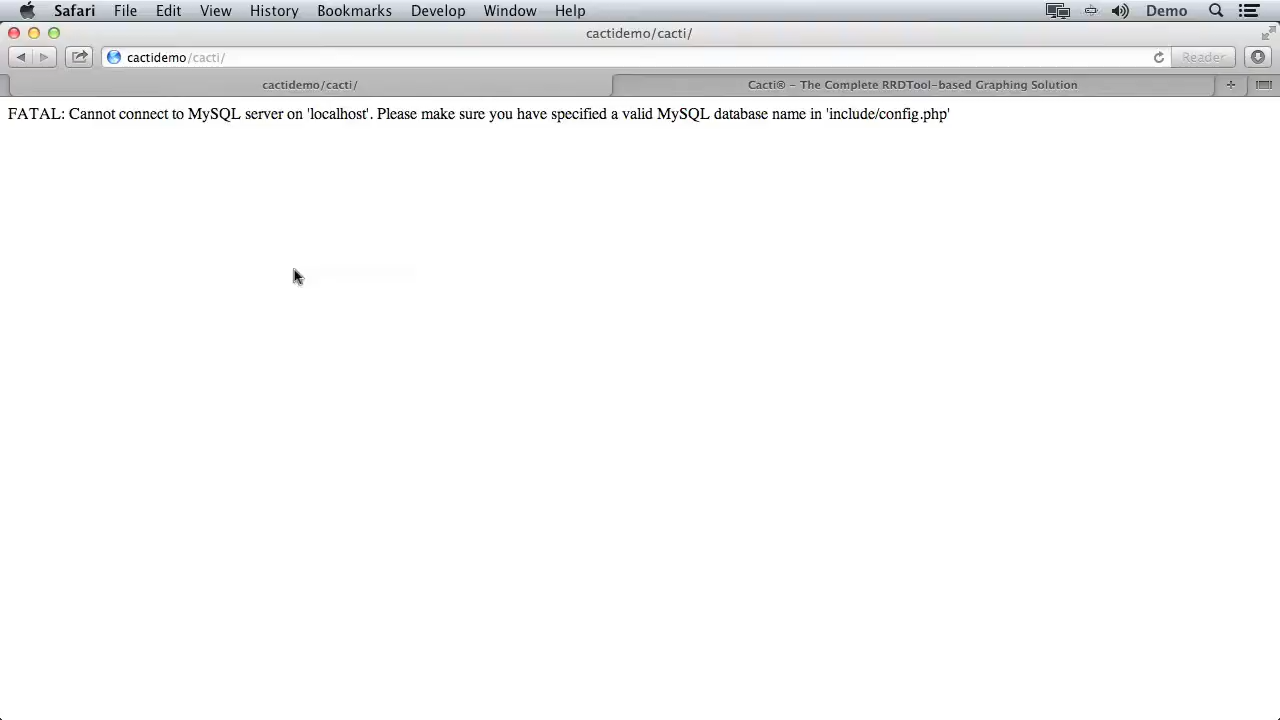 Safari File Edit View History Bookmarks Develop Window Help Demo
cactidemo/cacti/
cactidemo/cacti/ Reader
cactidemo/cacti/ Cacti® – The Complete RRDTool-based Graphing Solution
FATAL: Cannot connect to MySQL server on 'localhost'. Please make sure you have specified a valid MySQL database name in 'include/config.php'